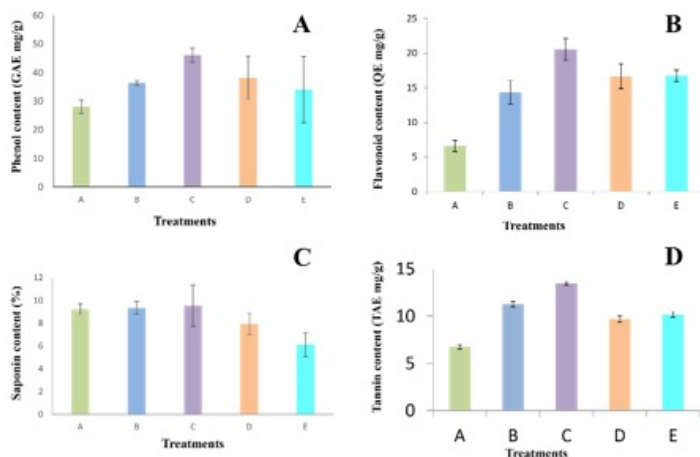 A
Phenol content (GAE mg/g)
60
50
40
30
20
10
0
A B C D E
Treatments
B
Flavonoid content (QE mg/g)
25
20
15
10
5
0
A B C D E
Treatments
C
Saponin content (%)
12
10
8
6
4
2
0
A B C D E
Treatments
D
Tannin content (TAE mg/g)
15
10
5
0
A B C D E
Treatments